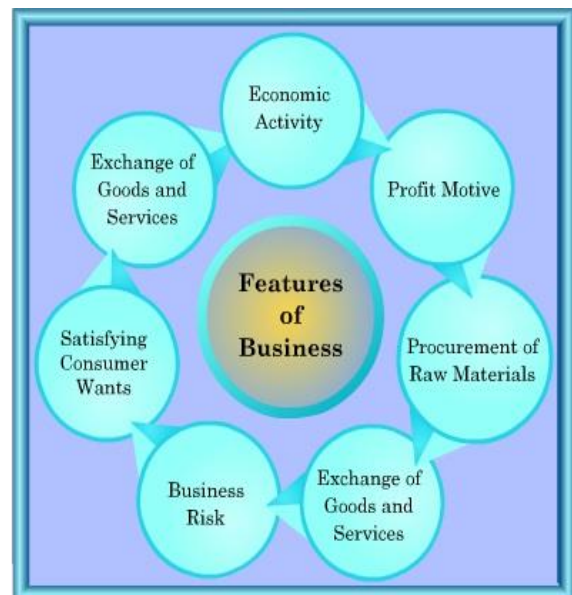 Economic
Activity
Profit Motive
Procurement of
Raw Materials
Exchange of
Goods and
Services
Business
Risk
Satisfying
Consumer
Wants
Exchange of
Goods and
Services
Features
of
Business